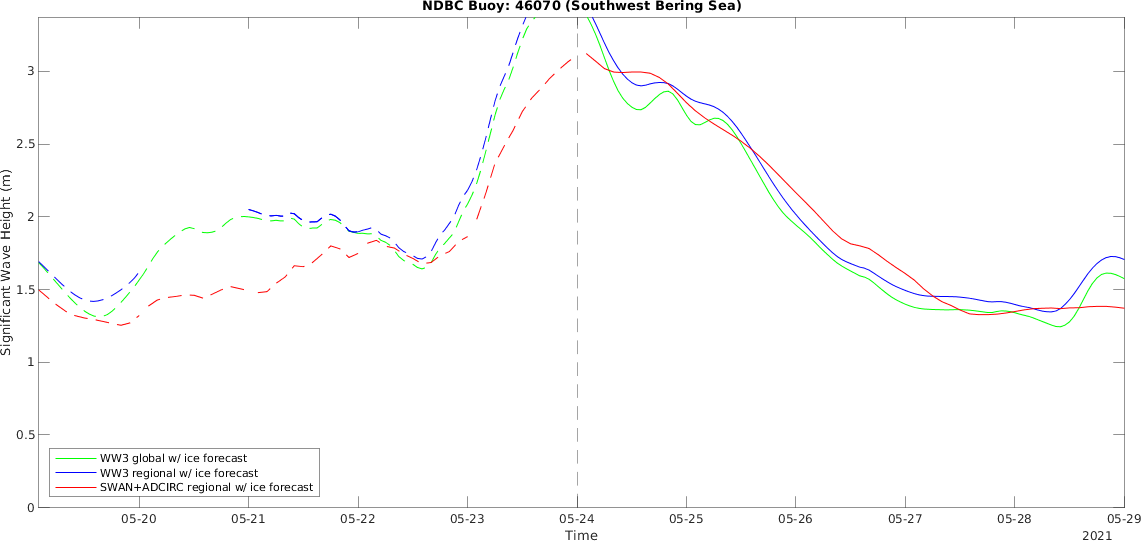 NDBC Buoy: 46070 (Southwest Bering Sea)
Significant Wave Height (m)
3
2.5
2
1.5
1
0.5
0
WW3 global w/ ice forecast
WW3 regional w/ ice forecast
SWAN+ADCIRC regional w/ ice forecast
05-20 05-21 05-22 05-23 05-24 05-25 05-26 05-27 05-28 05-29
Time
2021